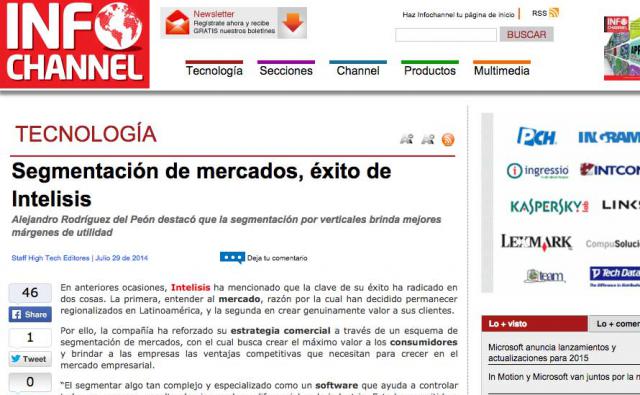 INFO
CHANNEL
Newsletter
Regístrate ahora y recibe
GRATIS nuestros boletines
Haz Infochannel tu página de inicio | RSS
BUSCAR
Tecnología Secciones Channel Productos Multimedia
TECNOLOGÍA
Segmentación de mercados, éxito de
Intelisis
Alejandro Rodríguez del Peón destacó que la segmentación por verticales brinda mejores
márgenes de utilidad
Staff High Tech Editores | Julio 29 de 2014
Deja tu comentario
46
Share
1
Tweet
0
En anteriores ocasiones, Intelisis ha mencionado que la clave de su éxito ha radicado en
dos cosas. La primera, entender al mercado, razón por la cual han decidido permanecer
regionalizados en Latinoamérica, y la segunda en crear genuinamente valor a sus clientes.
Por ello, la compañía ha reforzado su estrategia comercial a través de un esquema de
segmentación de mercados, con el cual busca crear el máximo valor a los consumidores
y brindar a las empresas las ventajas competitivas que necesitan para crecer en el
mercado empresarial.
"El segmentar algo tan complejo y especializado como un software que ayuda a controlar
PCH INGRAM
ingressio INTCOM
KASPERSKY lab LINKS
LEXMARK CompuSolucio
team Tech Data
Lo + visto Lo + comen
Microsoft anuncia lanzamientos y
actualizaciones para 2015
In Motion y Microsoft van juntos por la n